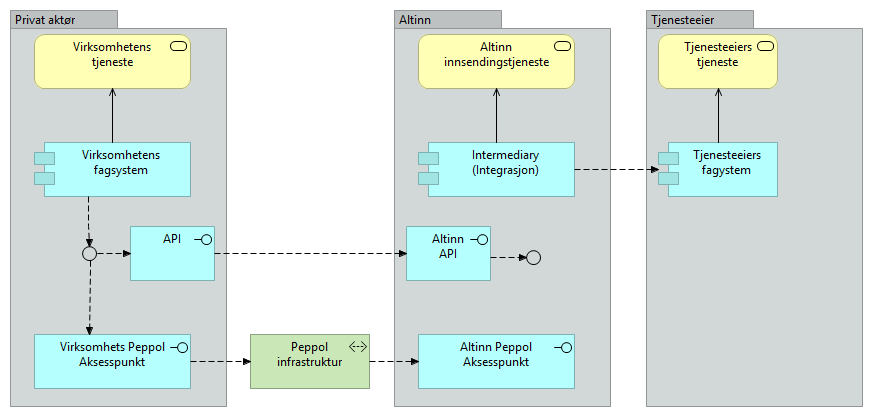 Privat aktør
Altinn
Tjenesteeier
Virksomhetens
tjeneste
Altinn
innsendingstjeneste
Tjenesteeiers
tjeneste
Virksomhetens
fagsystem
Intermediary
(Integrasjon)
Tjenesteeiers
fagystem
API
Altinn
API
Virksomhets Peppol
Aksesspunkt
Peppol
infrastruktur
Altinn Peppol
Aksesspunkt